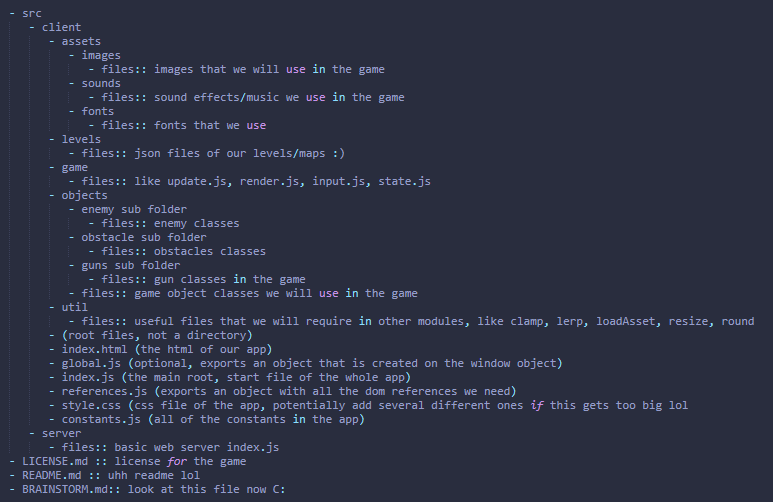 - src
- client
- assets
- images
- files:: images that we will use in the game
- sounds
- files:: sound effects/music we use in the game
- fonts
- files:: fonts that we use
- levels
- files:: json files of our levels/maps :)
- game
- files:: like update.js, render.js, input.js, state.js
- objects
- enemy sub folder
- files:: enemy classes
- obstacle sub folder
- files:: obstacles classes
- guns sub folder
- files:: gun classes in the game
- files:: game object classes we will use in the game
- util
- files:: useful files that we will require in other modules, like clamp, lerp, loadAsset, resize, round
- (root files, not a directory)
- index.html (the html of our app)
- global.js (optional, exports an object that is created on the window object)
- index.js (the main root, start file of the whole app)
- references.js (exports an object with all the dom references we need)
- style.css (css file of the app, potentially add several different ones if this gets too big lol
- constants.js (all of the constants in the app)
- server
- files:: basic web server index.js
- LICENSE.md :: license for the game
- README.md :: uhh readme lol
- BRAINSTORM.md:: look at this file now C: